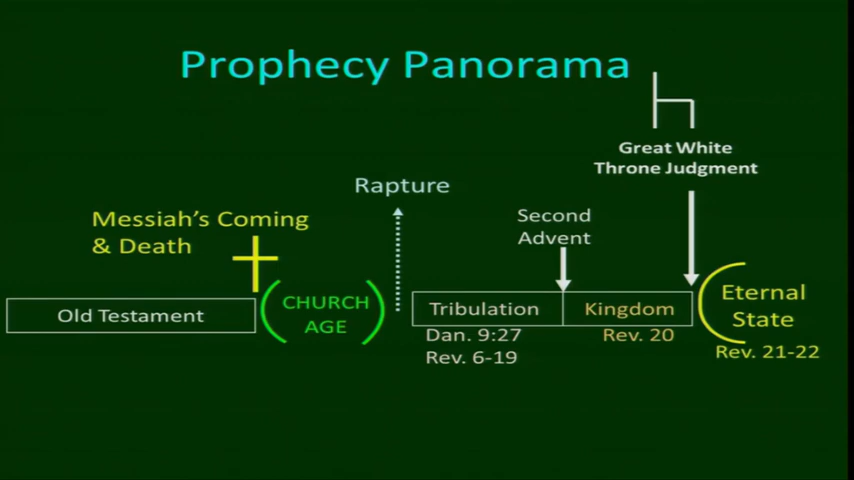 Prophecy Panorama
Great White
Throne Judgment
Rapture
Second
Advent
Messiah's Coming
& Death
Old Testament
CHURCH
AGE
Tribulation
Kingdom
Eternal
State
Dan. 9:27
Rev. 6-19
Rev. 20
Rev. 21-22